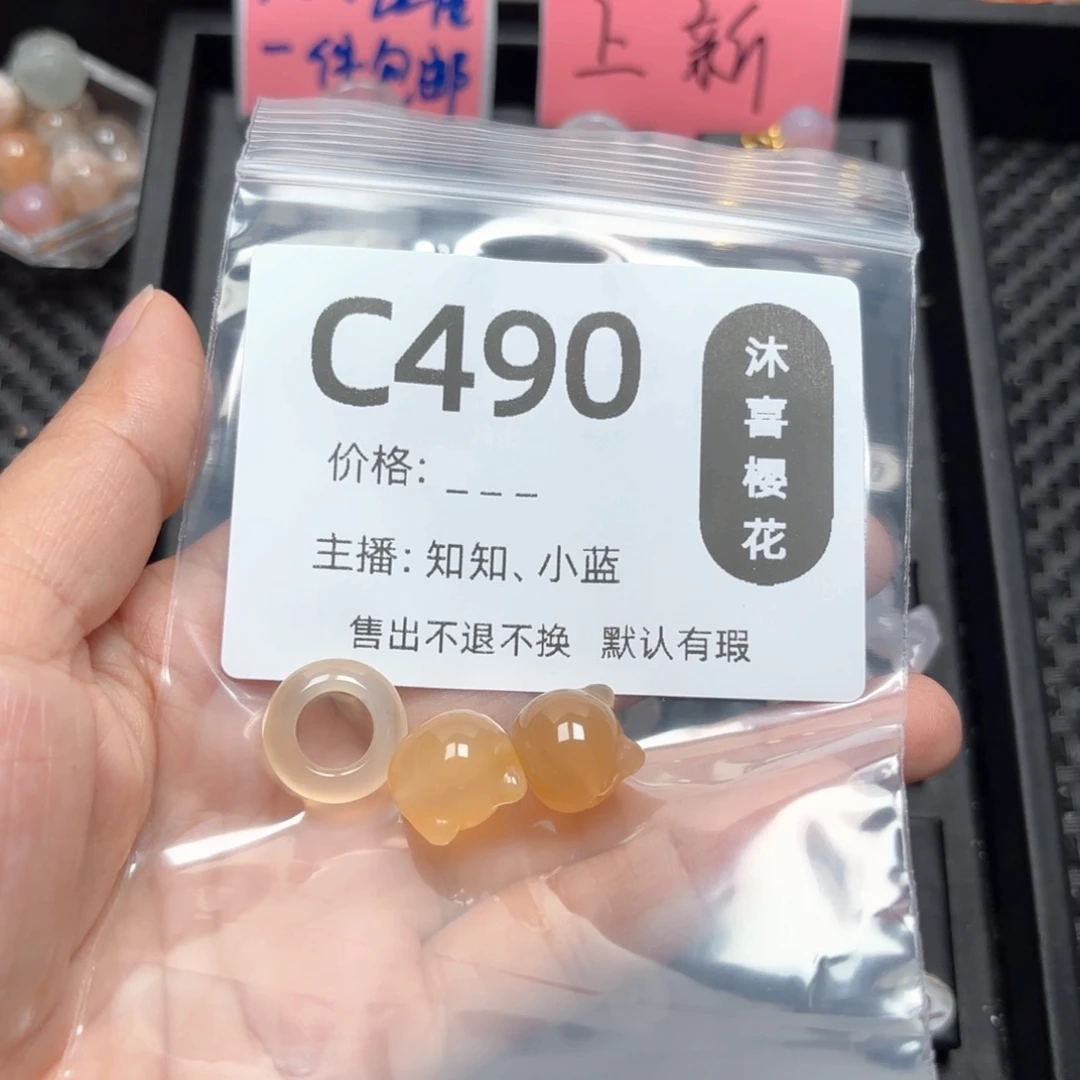 一件包邮
上新
C490
价格: _ _ _
主播: 知知、小蓝
售出不退不换 默认有瑕
沐喜樱花